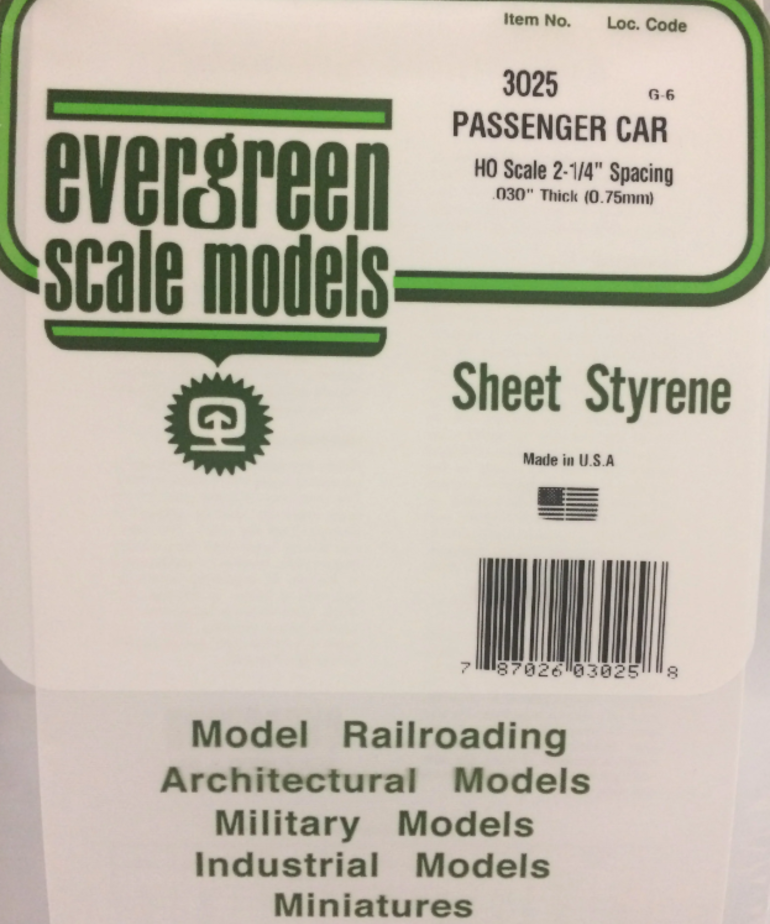 Item No. Loc. Code
3025 G-6
PASSENGER CAR
HO Scale 2-1/4" Spacing
.030" Thick (0.75mm)
evergreen
scale models
Sheet Styrene
Made in U.S.A
7 87026 03025 8
Model Railroading
Architectural Models
Military Models
Industrial Models
Miniatures